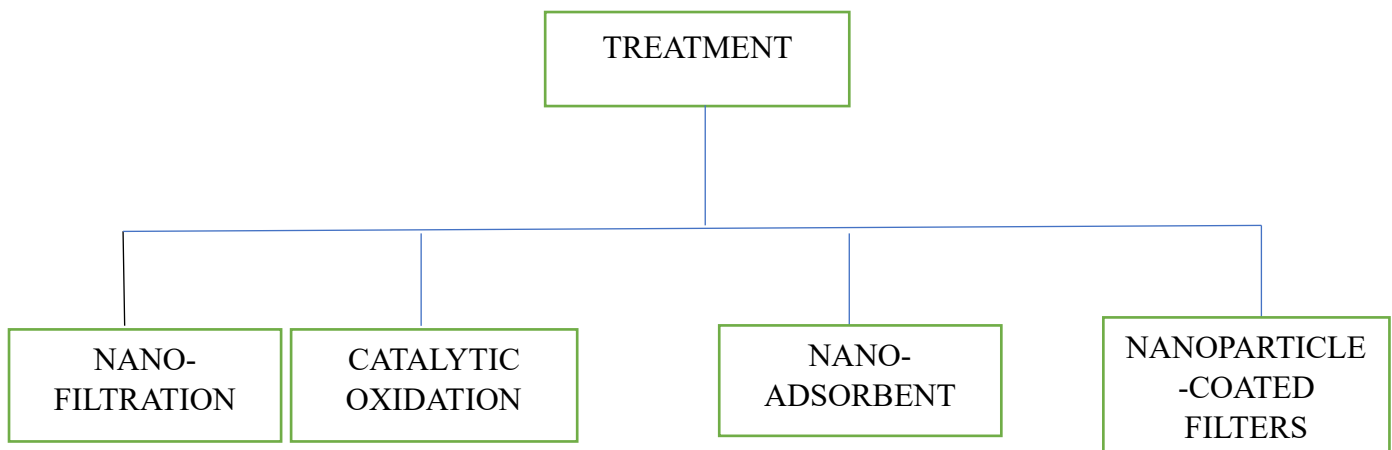 TREATMENT
NANO-
FILTRATION
CATALYTIC
OXIDATION
NANO-
ADSORBENT
NANOPARTICLE
-COATED
FILTERS